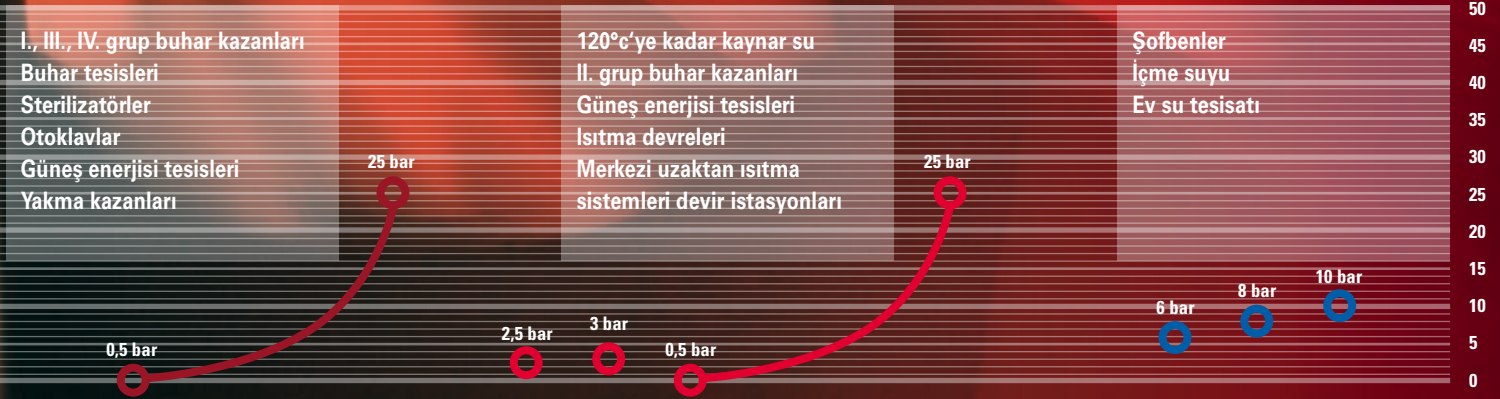 I., III., IV. grup buhar kazanları
Buhar tesisleri
Sterilizatörler
Otoklavlar
Güneş enerjisi tesisleri
Yakma kazanları
0,5 bar
25 bar
120°c'ye kadar kaynar su
II. grup buhar kazanları
Güneş enerjisi tesisleri
Isıtma devreleri
Merkezi uzaktan ısıtma
sistemleri devir istasyonları
2,5 bar
3 bar
0,5 bar
25 bar
Şofbenler
İçme suyu
Ev su tesisatı
6 bar
8 bar
10 bar
50
45
40
35
30
25
20
15
10
5
0